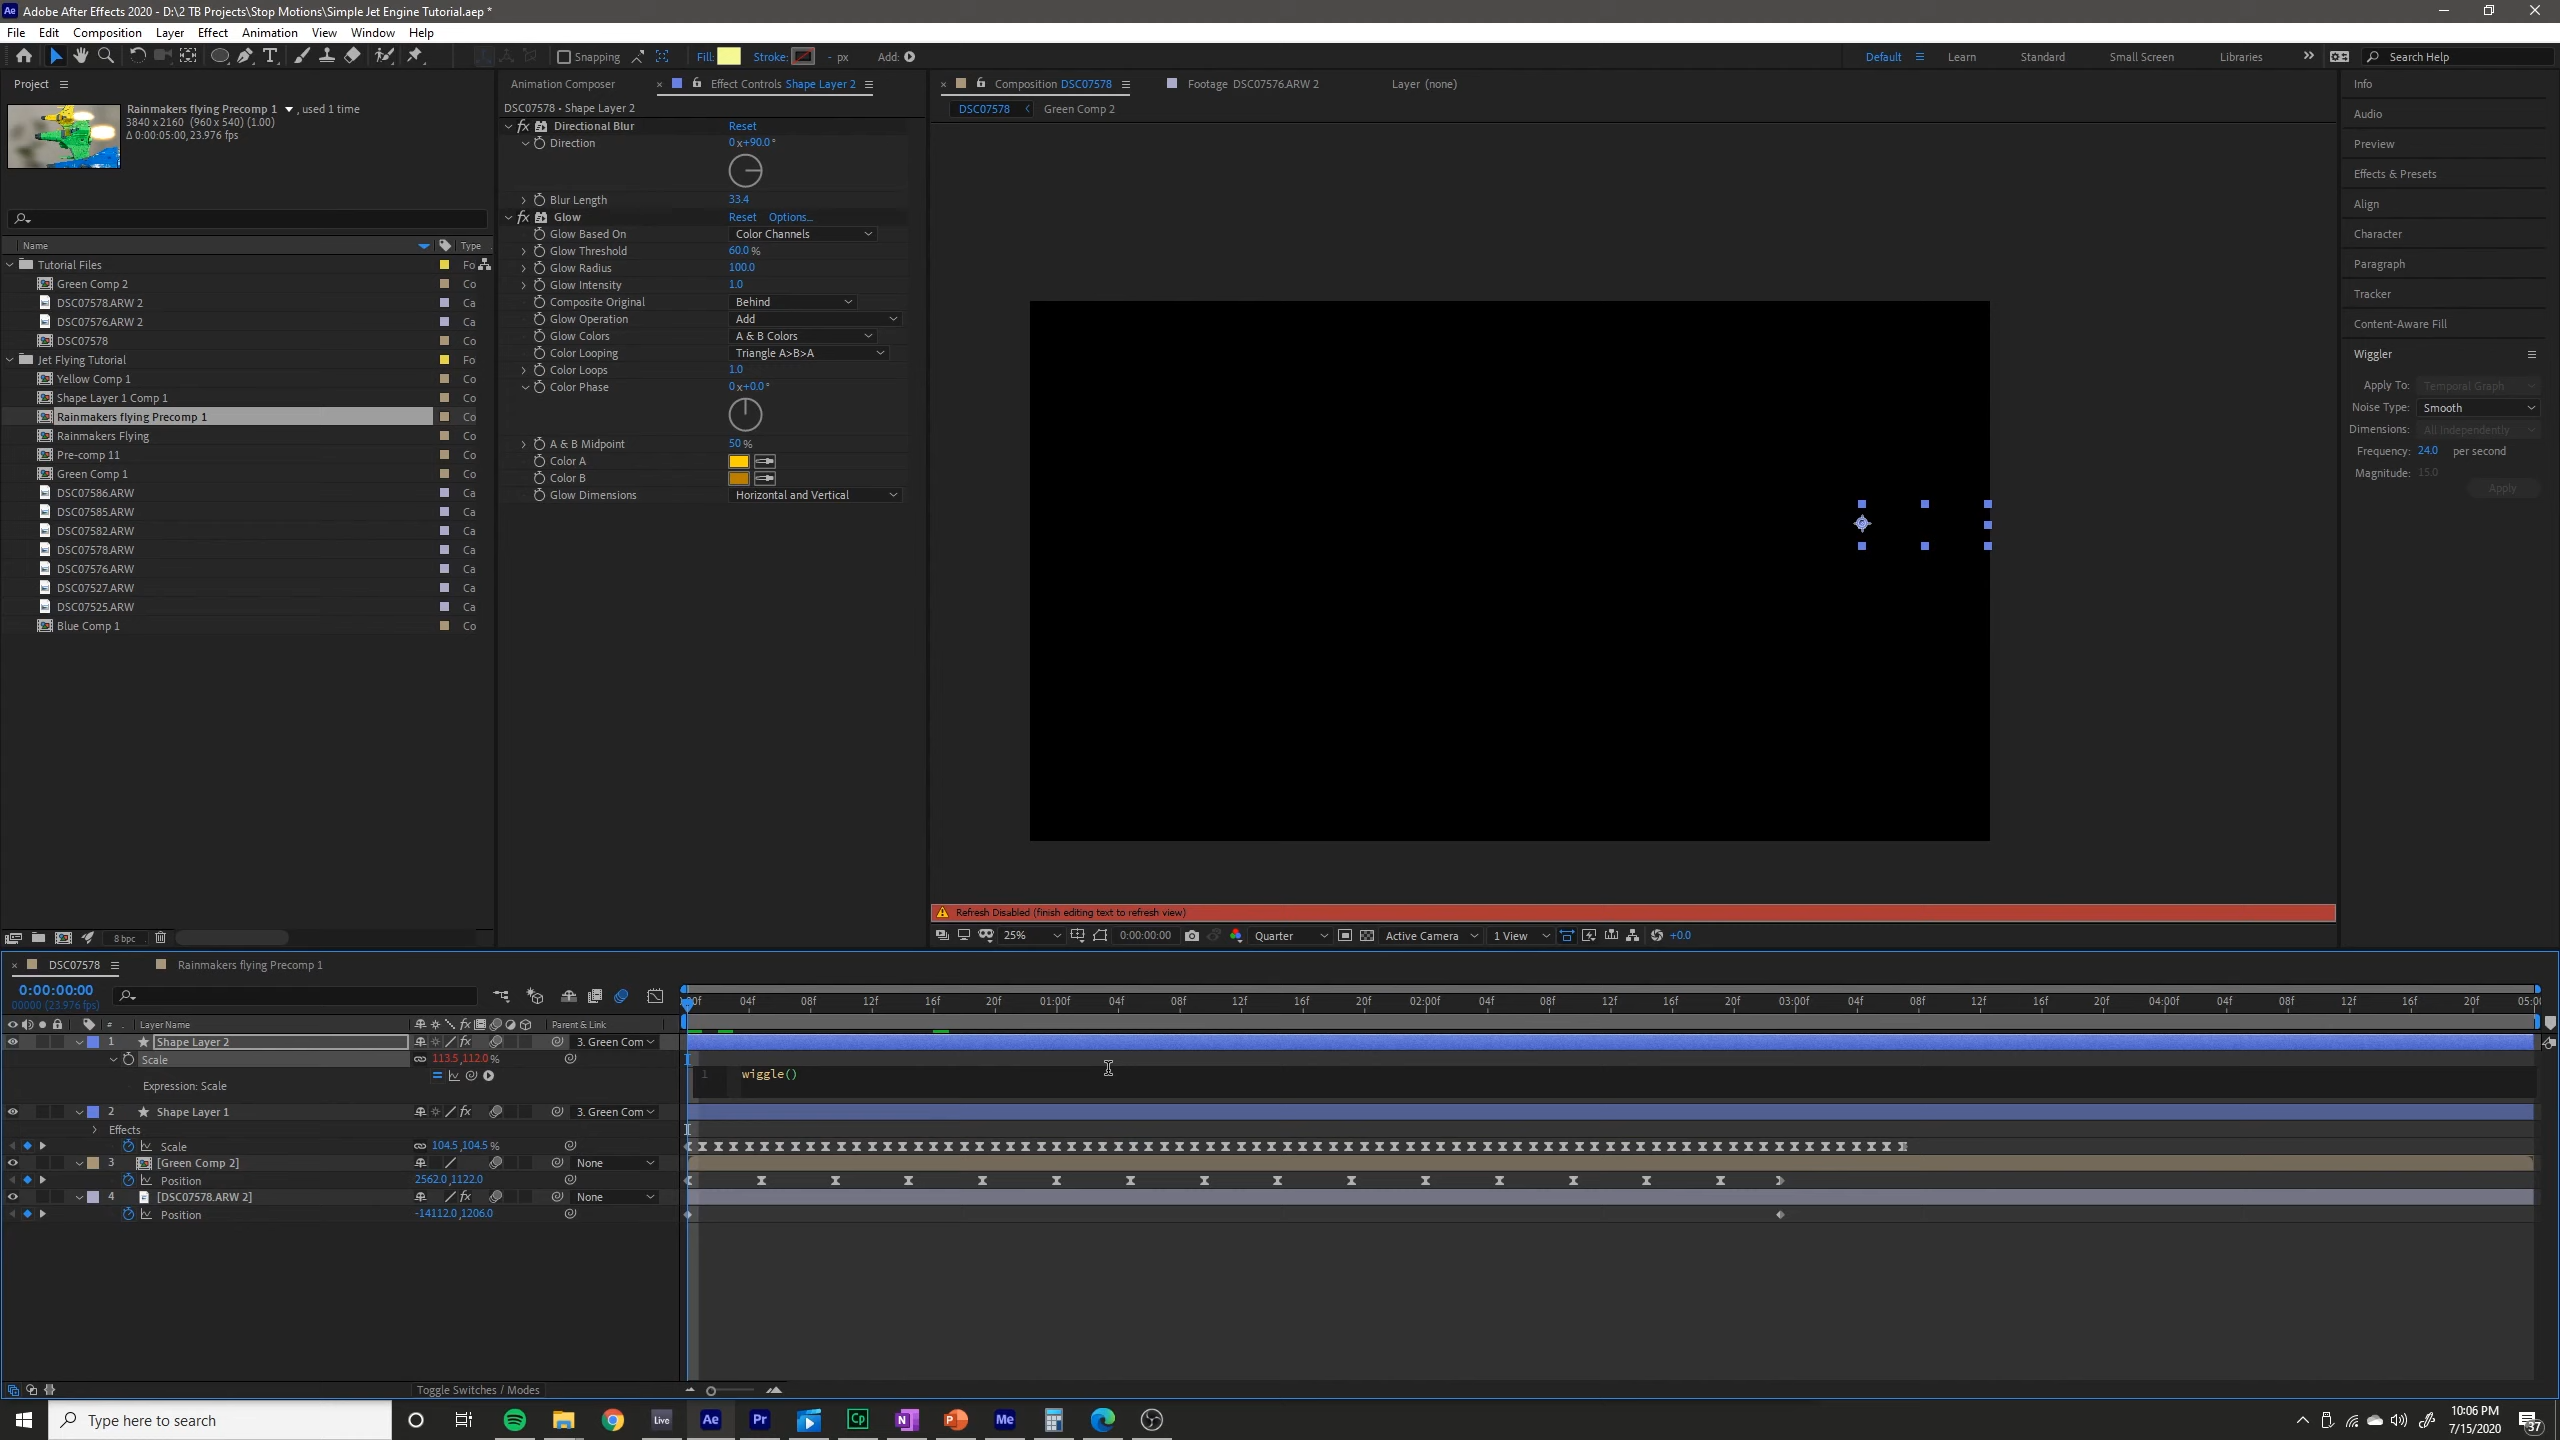 Adobe After Effects 2020 - D:\2 TB Projects\Stop Motions\Simple Jet Engine Tutorial.aep *
File Edit Composition Layer Effect Animation View Window Help
Snapping Fill: Stroke: - px Add: Default Learn Standard Small Screen Libraries Search Help
Project
Rainmakers flying Precomp 1 , used 1 time
3840 x 2160 (960 x 540) (1.00)
Δ 0:00:05:00, 23.976 fps
Name Type
Tutorial Files Fo
Green Comp 2 Co
DSC07578.ARW 2 Ca
DSC07576.ARW 2 Ca
DSC07578 Co
Jet Flying Tutorial Fo
Yellow Comp 1 Co
Shape Layer 1 Comp 1 Co
Rainmakers flying Precomp 1 Co
Rainmakers Flying Co
Pre-comp 11 Co
Green Comp 1 Co
DSC07586.ARW Ca
DSC07585.ARW Ca
DSC07582.ARW Ca
DSC07578.ARW Ca
DSC07576.ARW Ca
DSC07527.ARW Ca
DSC07525.ARW Ca
Blue Comp 1 Co
8 bpc
Animation Composer Effect Controls Shape Layer 2
DSC07578 • Shape Layer 2
fx Directional Blur Reset
Direction 0 x+90.0°
Blur Length 33.4
fx Glow Reset Options...
Glow Based On Color Channels
Glow Threshold 60.0 %
Glow Radius 100.0
Glow Intensity 1.0
Composite Original Behind
Glow Operation Add
Glow Colors A & B Colors
Color Looping Triangle A>B>A
Color Loops 1.0
Color Phase 0 x+0.0°
A & B Midpoint 50 %
Color A
Color B
Glow Dimensions Horizontal and Vertical
Composition DSC07578 Footage DSC07576.ARW 2 Layer (none)
DSC07578 Green Comp 2
Refresh Disabled (finish editing text to refresh view)
25% 0:00:00:00 Quarter Active Camera 1 View +0.0
Info
Audio
Preview
Effects & Presets
Align
Character
Paragraph
Tracker
Content-Aware Fill
Wiggler
Apply To: Temporal Graph
Noise Type: Smooth
Dimensions: All Independently
Frequency: 24.0 per second
Magnitude: 15.0
Apply
DSC07578 Rainmakers flying Precomp 1
0:00:00:00
00000 (23.976 fps)
:00f 04f 08f 12f 16f 20f 01:00f 04f 08f 12f 16f 20f 02:00f 04f 08f 12f 16f 20f 03:00f 04f 08f 12f 16f 20f 04:00f 04f 08f 12f 16f 20f 05:00
# Layer Name fx Parent & Link
1 Shape Layer 2 fx 3. Green Com
Scale 113.5,112.0 %
1 wiggle()
Expression: Scale
2 Shape Layer 1 fx 3. Green Com
Effects
Scale 104.5,104.5 %
3 [Green Comp 2] None
Position 2562.0,1122.0
4 [DSC07578.ARW 2] fx None
Position -14112.0,1206.0
Toggle Switches / Modes
Type here to search Live Ae Pr Cp N P Me 10:06 PM
7/15/2020
37